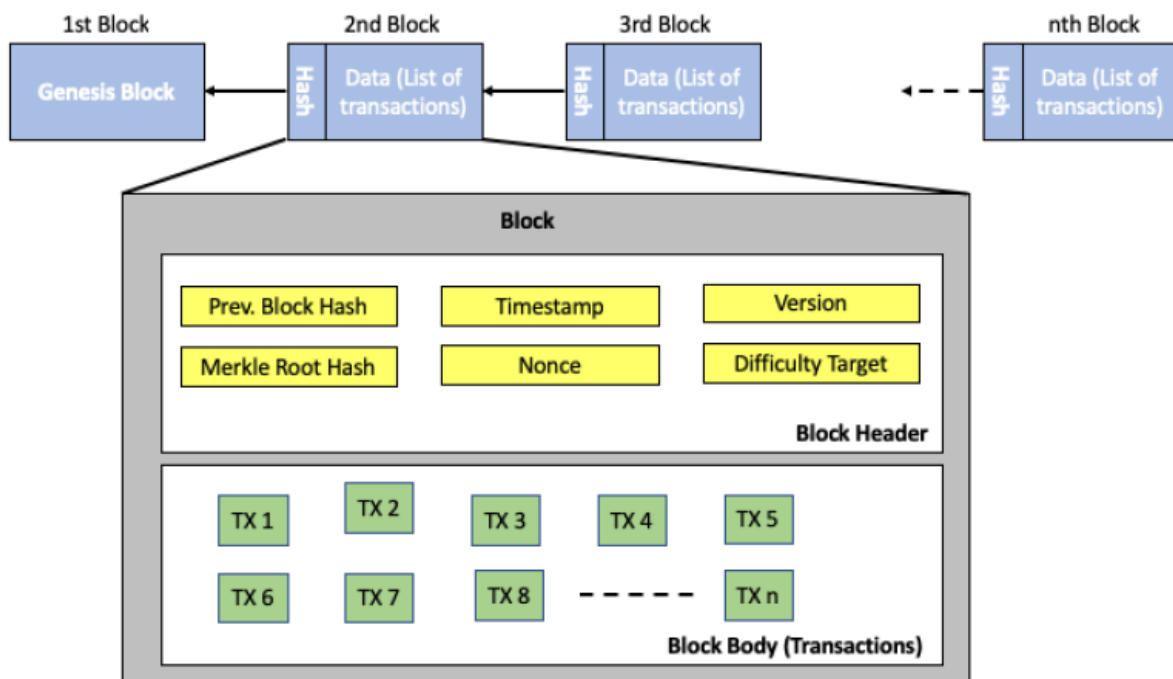 1st Block
2nd Block
3rd Block
nth Block
Genesis Block
Hash
Data (List of
transactions)
Hash
Data (List of
transactions)
Hash
Data (List of
transactions)
Block
Prev. Block Hash
Timestamp
Version
Merkle Root Hash
Nonce
Difficulty Target
Block Header
TX 1
TX 2
TX 3
TX 4
TX 5
TX 6
TX 7
TX 8
TX n
Block Body (Transactions)